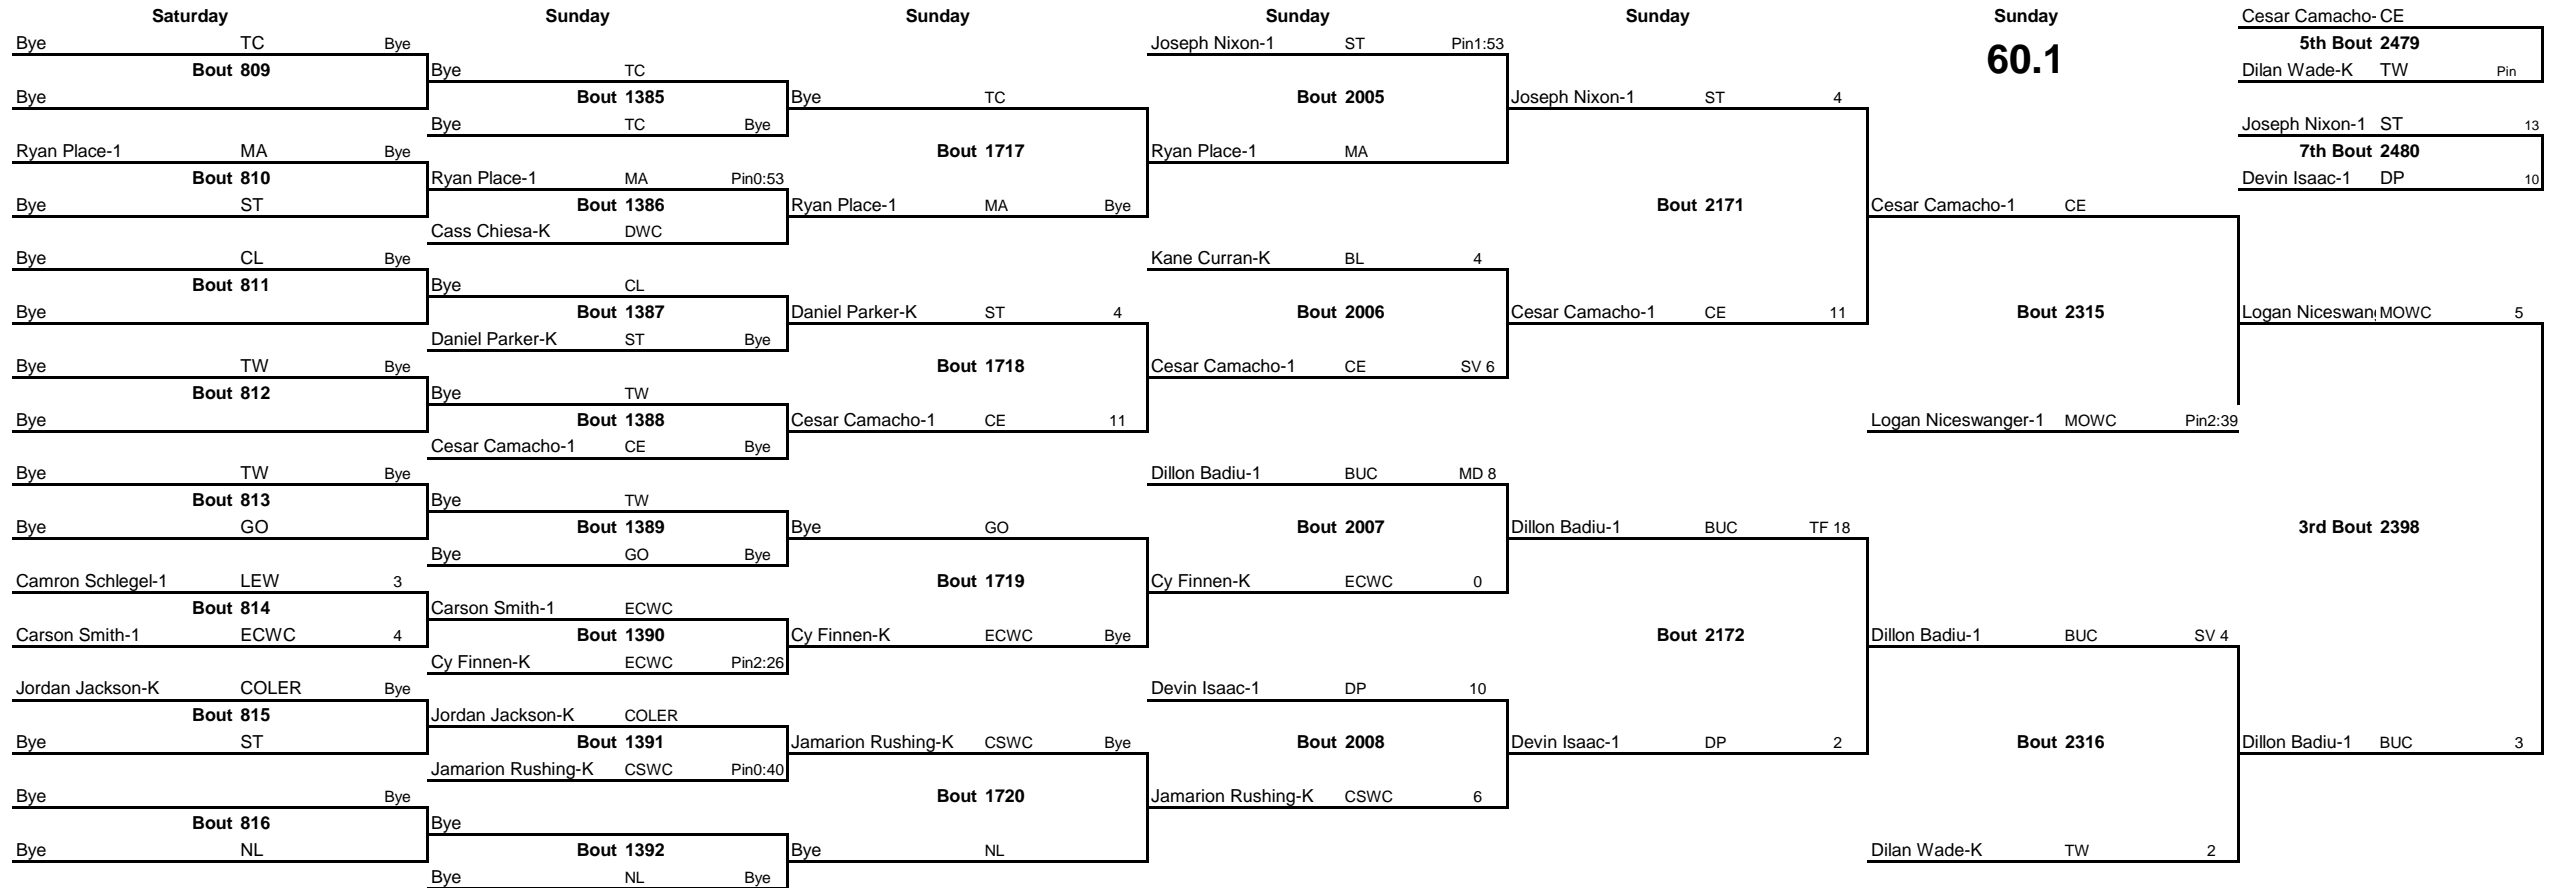 Saturday Sunday Sunday Sunday Sunday Sunday Cesar Camacho- CE
Bye TC Bye Joseph Nixon-1 ST Pin1:53 60.1 5th Bout 2479
Bout 809 Bye TC Dilan Wade-K TW Pin
Bye Bout 1385 Bye TC Bout 2005 Joseph Nixon-1 ST 4
Bye TC Bye Joseph Nixon-1 ST 13
Ryan Place-1 MA Bye Bout 1717 Ryan Place-1 MA 7th Bout 2480
Bout 810 Ryan Place-1 MA Pin0:53 Devin Isaac-1 DP 10
Bye ST Bout 1386 Ryan Place-1 MA Bye Bout 2171 Cesar Camacho-1 CE
Cass Chiesa-K DWC
Bye CL Bye Kane Curran-K BL 4
Bout 811 Bye CL
Bye Bout 1387 Daniel Parker-K ST 4 Bout 2006 Cesar Camacho-1 CE 11 Bout 2315 Logan Niceswan MOWC 5
Daniel Parker-K ST Bye
Bye TW Bye Bout 1718 Cesar Camacho-1 CE SV 6
Bout 812 Bye TW
Bye Bout 1388 Cesar Camacho-1 CE 11 Logan Niceswanger-1 MOWC Pin2:39
Cesar Camacho-1 CE Bye
Bye TW Bye Dillon Badiu-1 BUC MD 8
Bout 813 Bye TW
Bye GO Bout 1389 Bye GO Bout 2007 Dillon Badiu-1 BUC TF 18 3rd Bout 2398
Bye GO Bye
Camron Schlegel-1 LEW 3 Bout 1719 Cy Finnen-K ECWC 0
Bout 814 Carson Smith-1 ECWC
Carson Smith-1 ECWC 4 Bout 1390 Cy Finnen-K ECWC Bye Bout 2172 Dillon Badiu-1 BUC SV 4
Cy Finnen-K ECWC Pin2:26
Jordan Jackson-K COLER Bye Devin Isaac-1 DP 10
Bout 815 Jordan Jackson-K COLER
Bye ST Bout 1391 Jamarion Rushing-K CSWC Bye Bout 2008 Devin Isaac-1 DP 2 Bout 2316 Dillon Badiu-1 BUC 3
Jamarion Rushing-K CSWC Pin0:40
Bye Bye Bout 1720 Jamarion Rushing-K CSWC 6
Bout 816 Bye
Bye NL Bout 1392 Bye NL Dilan Wade-K TW 2
Bye NL Bye